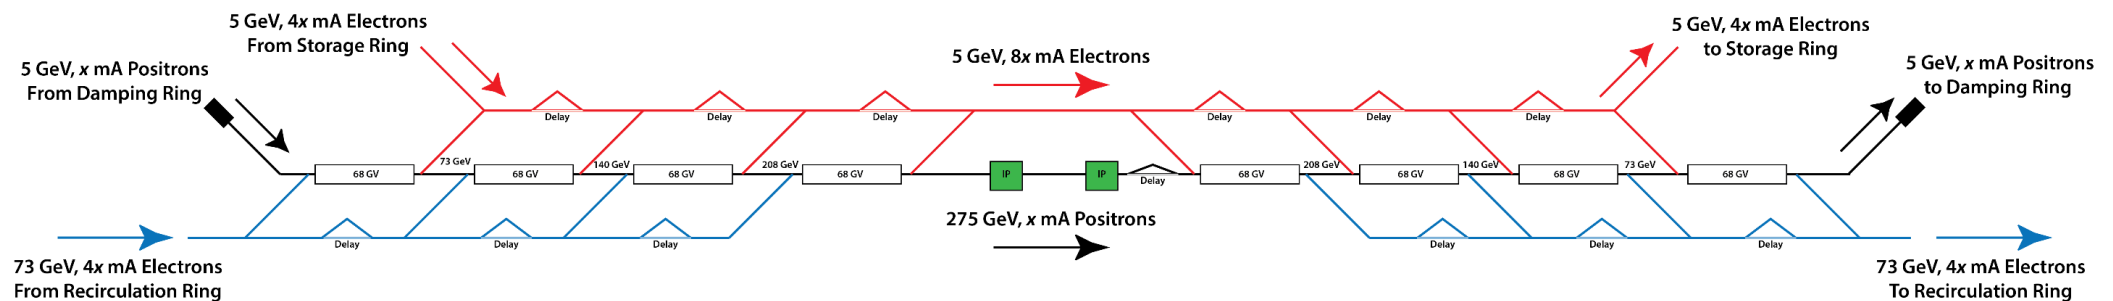 5 GeV, 4x mA Electrons
From Storage Ring
5 GeV, x mA Positrons
From Damping Ring
5 GeV, 8x mA Electrons
5 GeV, 4x mA Electrons
to Storage Ring
5 GeV, x mA Positrons
to Damping Ring
Delay
Delay
Delay
Delay
Delay
Delay
73 GeV
140 GeV
208 GeV
208 GeV
140 GeV
73 GeV
68 GV
68 GV
68 GV
68 GV
IP
IP
Delay
68 GV
68 GV
68 GV
68 GV
275 GeV, x mA Positrons
Delay
Delay
Delay
Delay
Delay
Delay
73 GeV, 4x mA Electrons
From Recirculation Ring
73 GeV, 4x mA Electrons
To Recirculation Ring